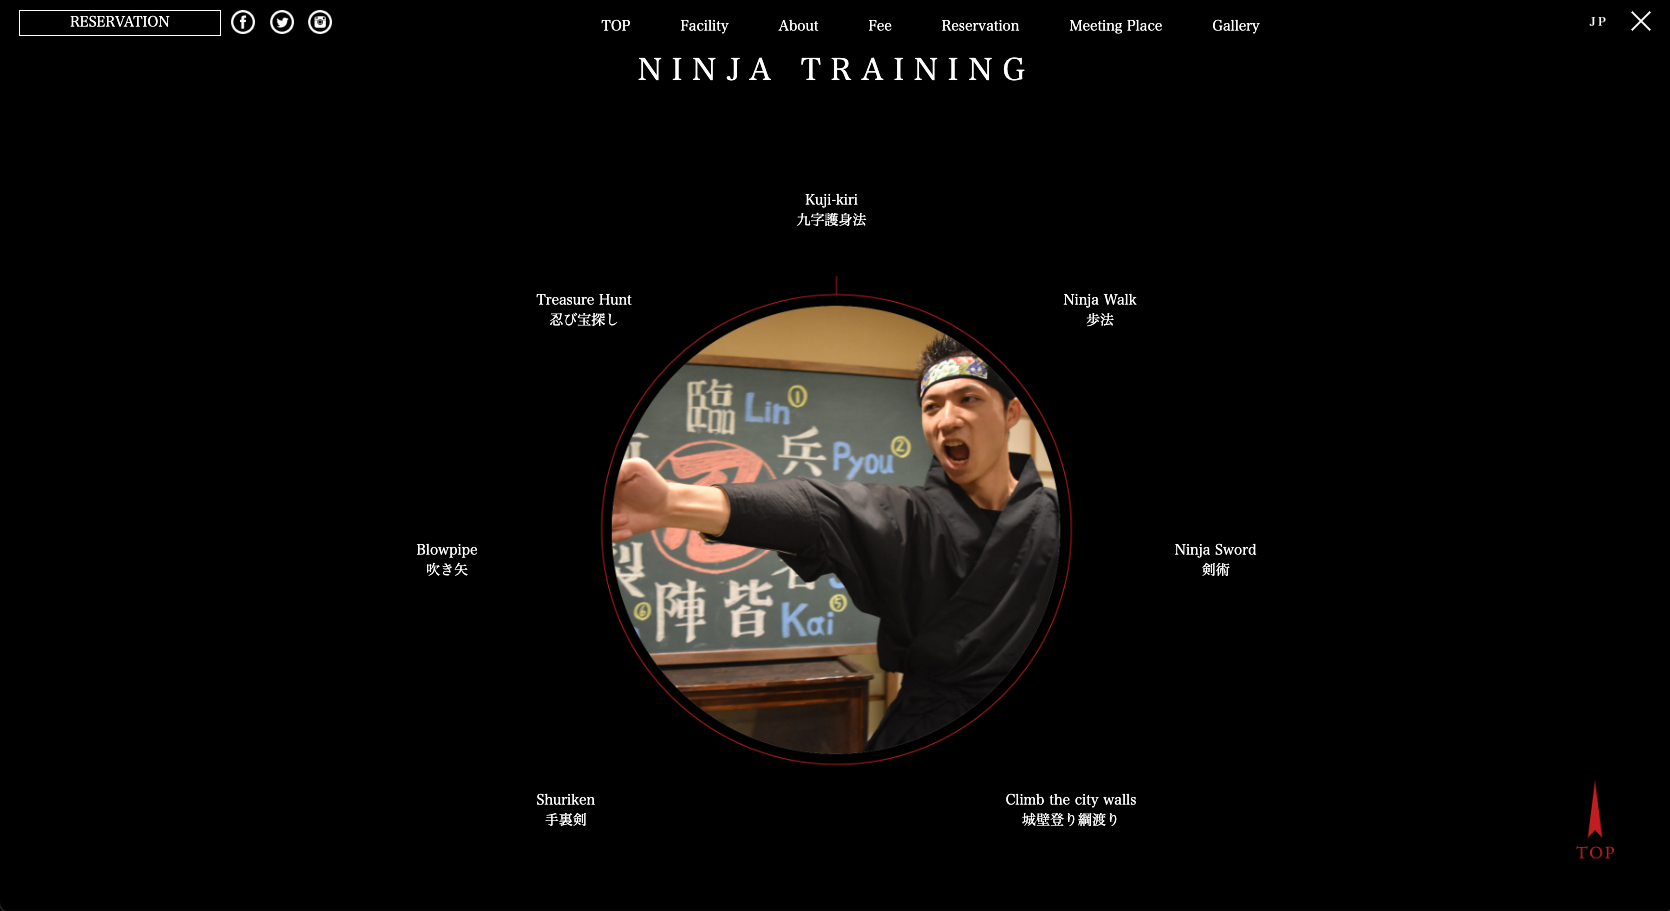 RESERVATION
TOP Facility About Fee Reservation Meeting Place Gallery
JP
NINJA TRAINING
Kuji-kiri
九字護身法
Treasure Hunt
忍び宝探し
Ninja Walk
歩法
臨 Lin ①
兵 Pyou ②
忍
Blowpipe
吹き矢
Ninja Sword
剣術
陣 皆 Kai ⑤
⑥
Shuriken
手裏剣
Climb the city walls
城壁登り綱渡り
TOP